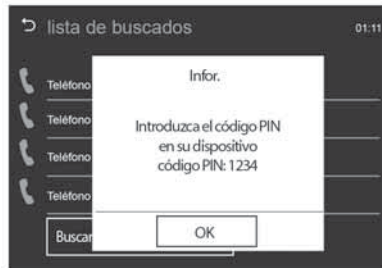 lista de buscados
01:11
Infor.
Teléfono
Teléfono
Teléfono
Teléfono
Introduzca el código PIN
en su dispositivo
código PIN: 1234
Buscar
OK